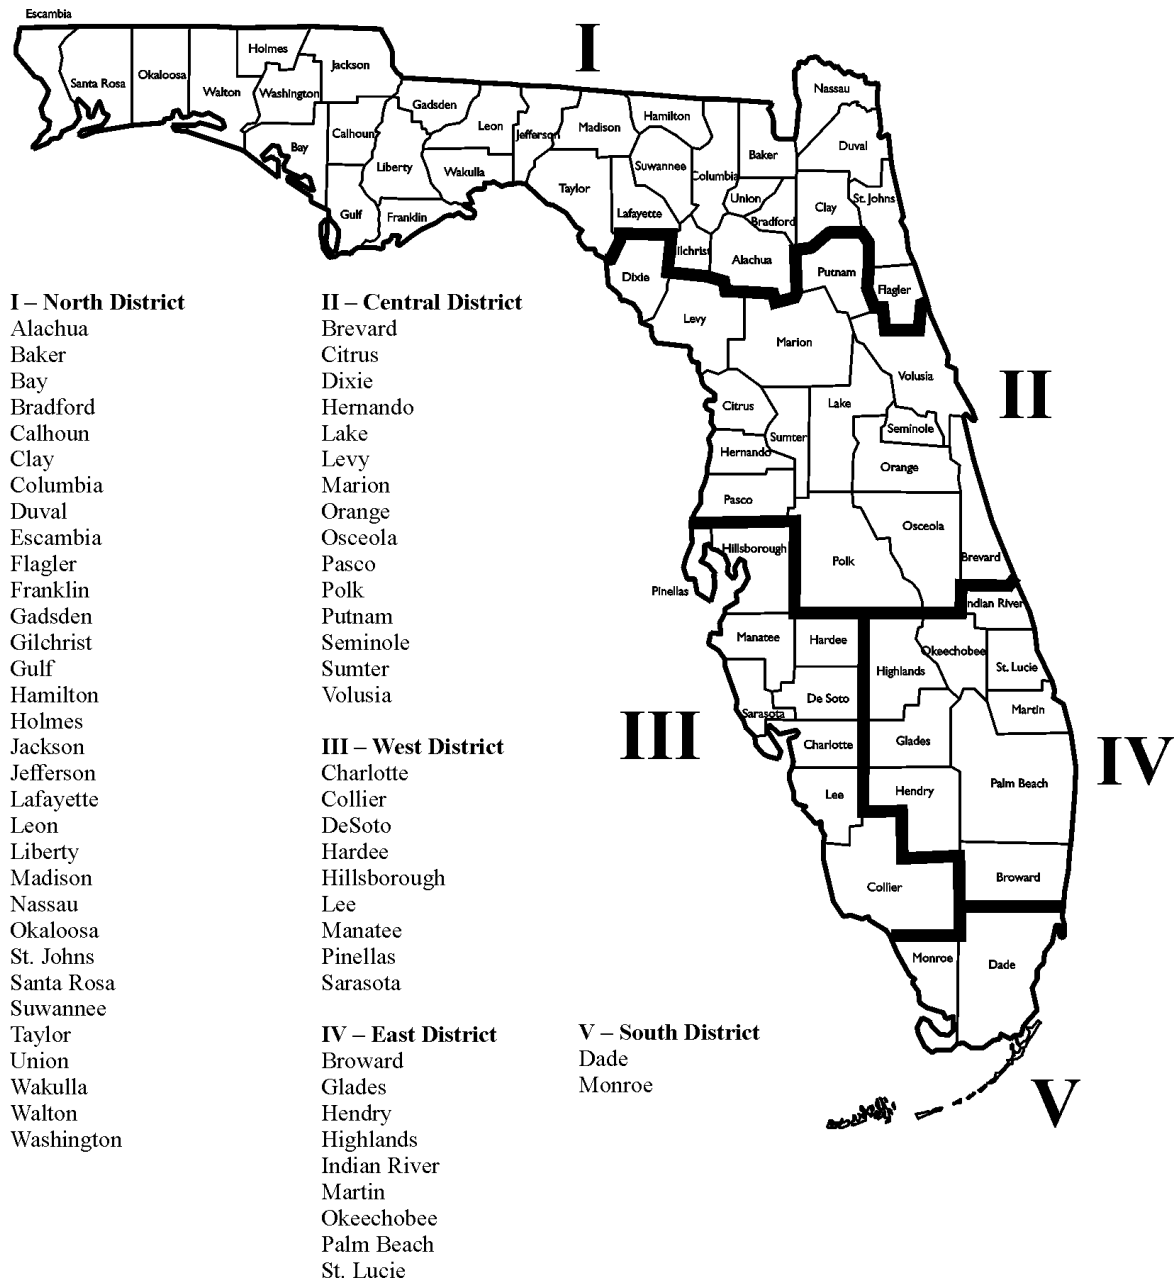 Escambia
I
Holmes
Jackson
Santa Rosa
Okaloosa
Walton
Washington
Nassau
Gadsden
Leon
Jefferson
Madison
Hamilton
Calhoun
Bay
Liberty
Wakulla
Suwannee
Columbia
Baker
Duval
Taylor
Union
St. Johns
Gulf
Franklin
Lafayette
Bradford
Clay
ilchrist
Alachua
Dixie
Putnam
Flagler
Levy
Marion
II
Volusia
Citrus
Lake
Seminole
Sumter
Hernando
Orange
Pasco
Osceola
Hillsborough
Polk
Brevard
Pinellas
ndian River
Manatee
Hardee
Okeechobee
Highlands
St. Lucie
De Soto
Sarasota
Martin
III
Charlotte
Glades
IV
Lee
Hendry
Palm Beach
Collier
Broward
Monroe
Dade
V
I – North District
Alachua
Baker
Bay
Bradford
Calhoun
Clay
Columbia
Duval
Escambia
Flagler
Franklin
Gadsden
Gilchrist
Gulf
Hamilton
Holmes
Jackson
Jefferson
Lafayette
Leon
Liberty
Madison
Nassau
Okaloosa
St. Johns
Santa Rosa
Suwannee
Taylor
Union
Wakulla
Walton
Washington
II – Central District
Brevard
Citrus
Dixie
Hernando
Lake
Levy
Marion
Orange
Osceola
Pasco
Polk
Putnam
Seminole
Sumter
Volusia
III – West District
Charlotte
Collier
DeSoto
Hardee
Hillsborough
Lee
Manatee
Pinellas
Sarasota
IV – East District
Broward
Glades
Hendry
Highlands
Indian River
Martin
Okeechobee
Palm Beach
St. Lucie
V – South District
Dade
Monroe